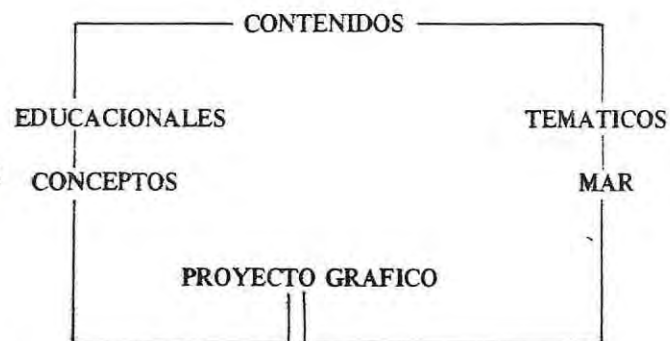 CONTENIDOS
EDUCACIONALES TEMATICOS
CONCEPTOS MAR
PROYECTO GRAFICO